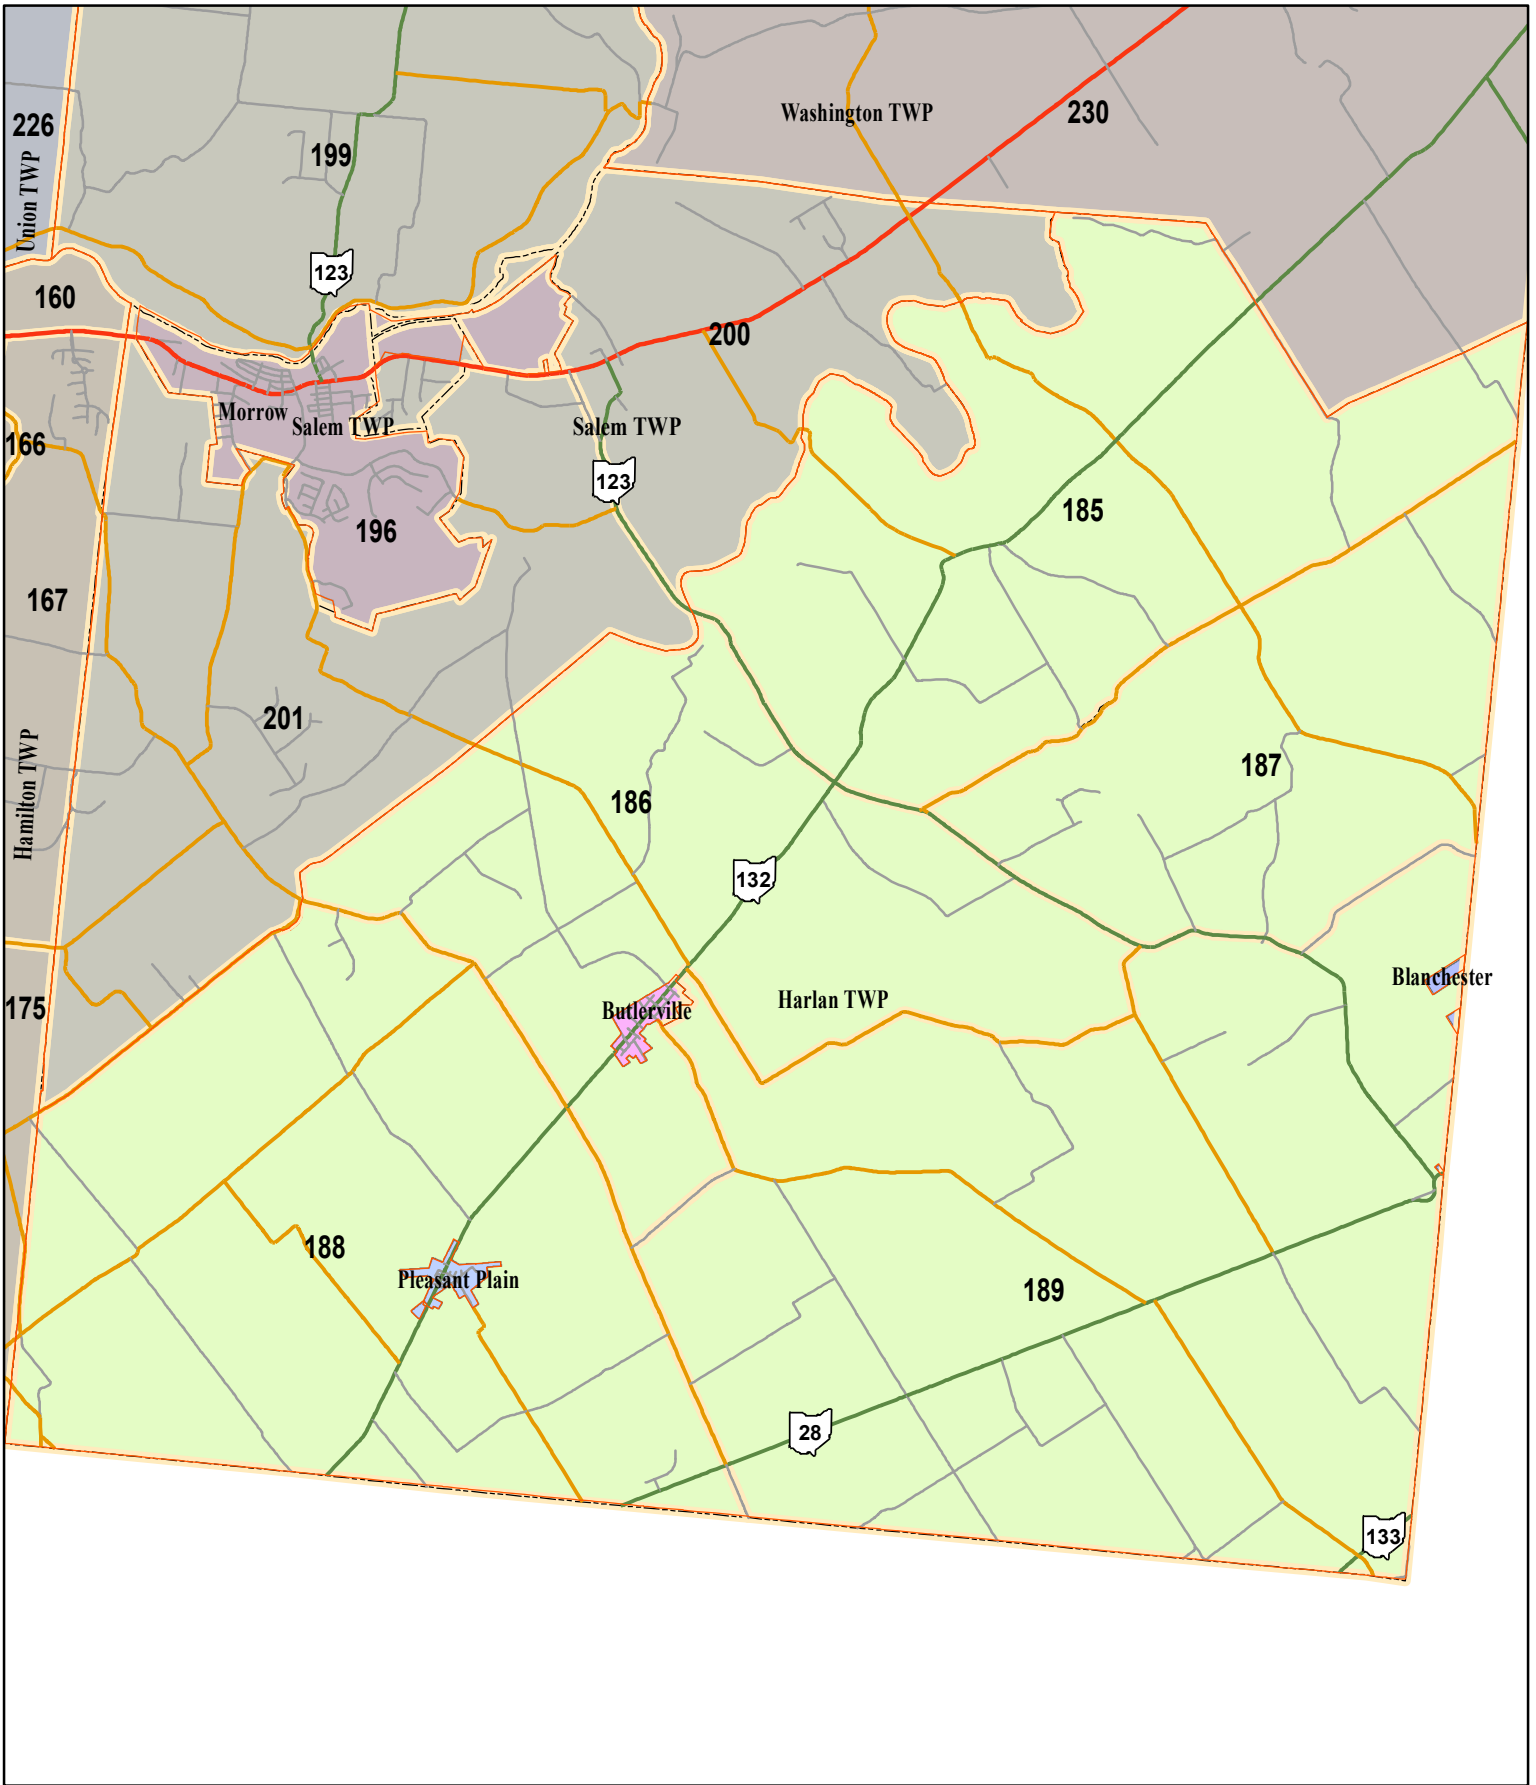 Washington TWP
230
226
199
Union TWP
123
160
200
Morrow
Salem TWP
Salem TWP
166
123
185
196
167
201
Hamilton TWP
187
186
132
Blanchester
Harlan TWP
Butlerville
175
188
Pleasant Plain
189
28
133